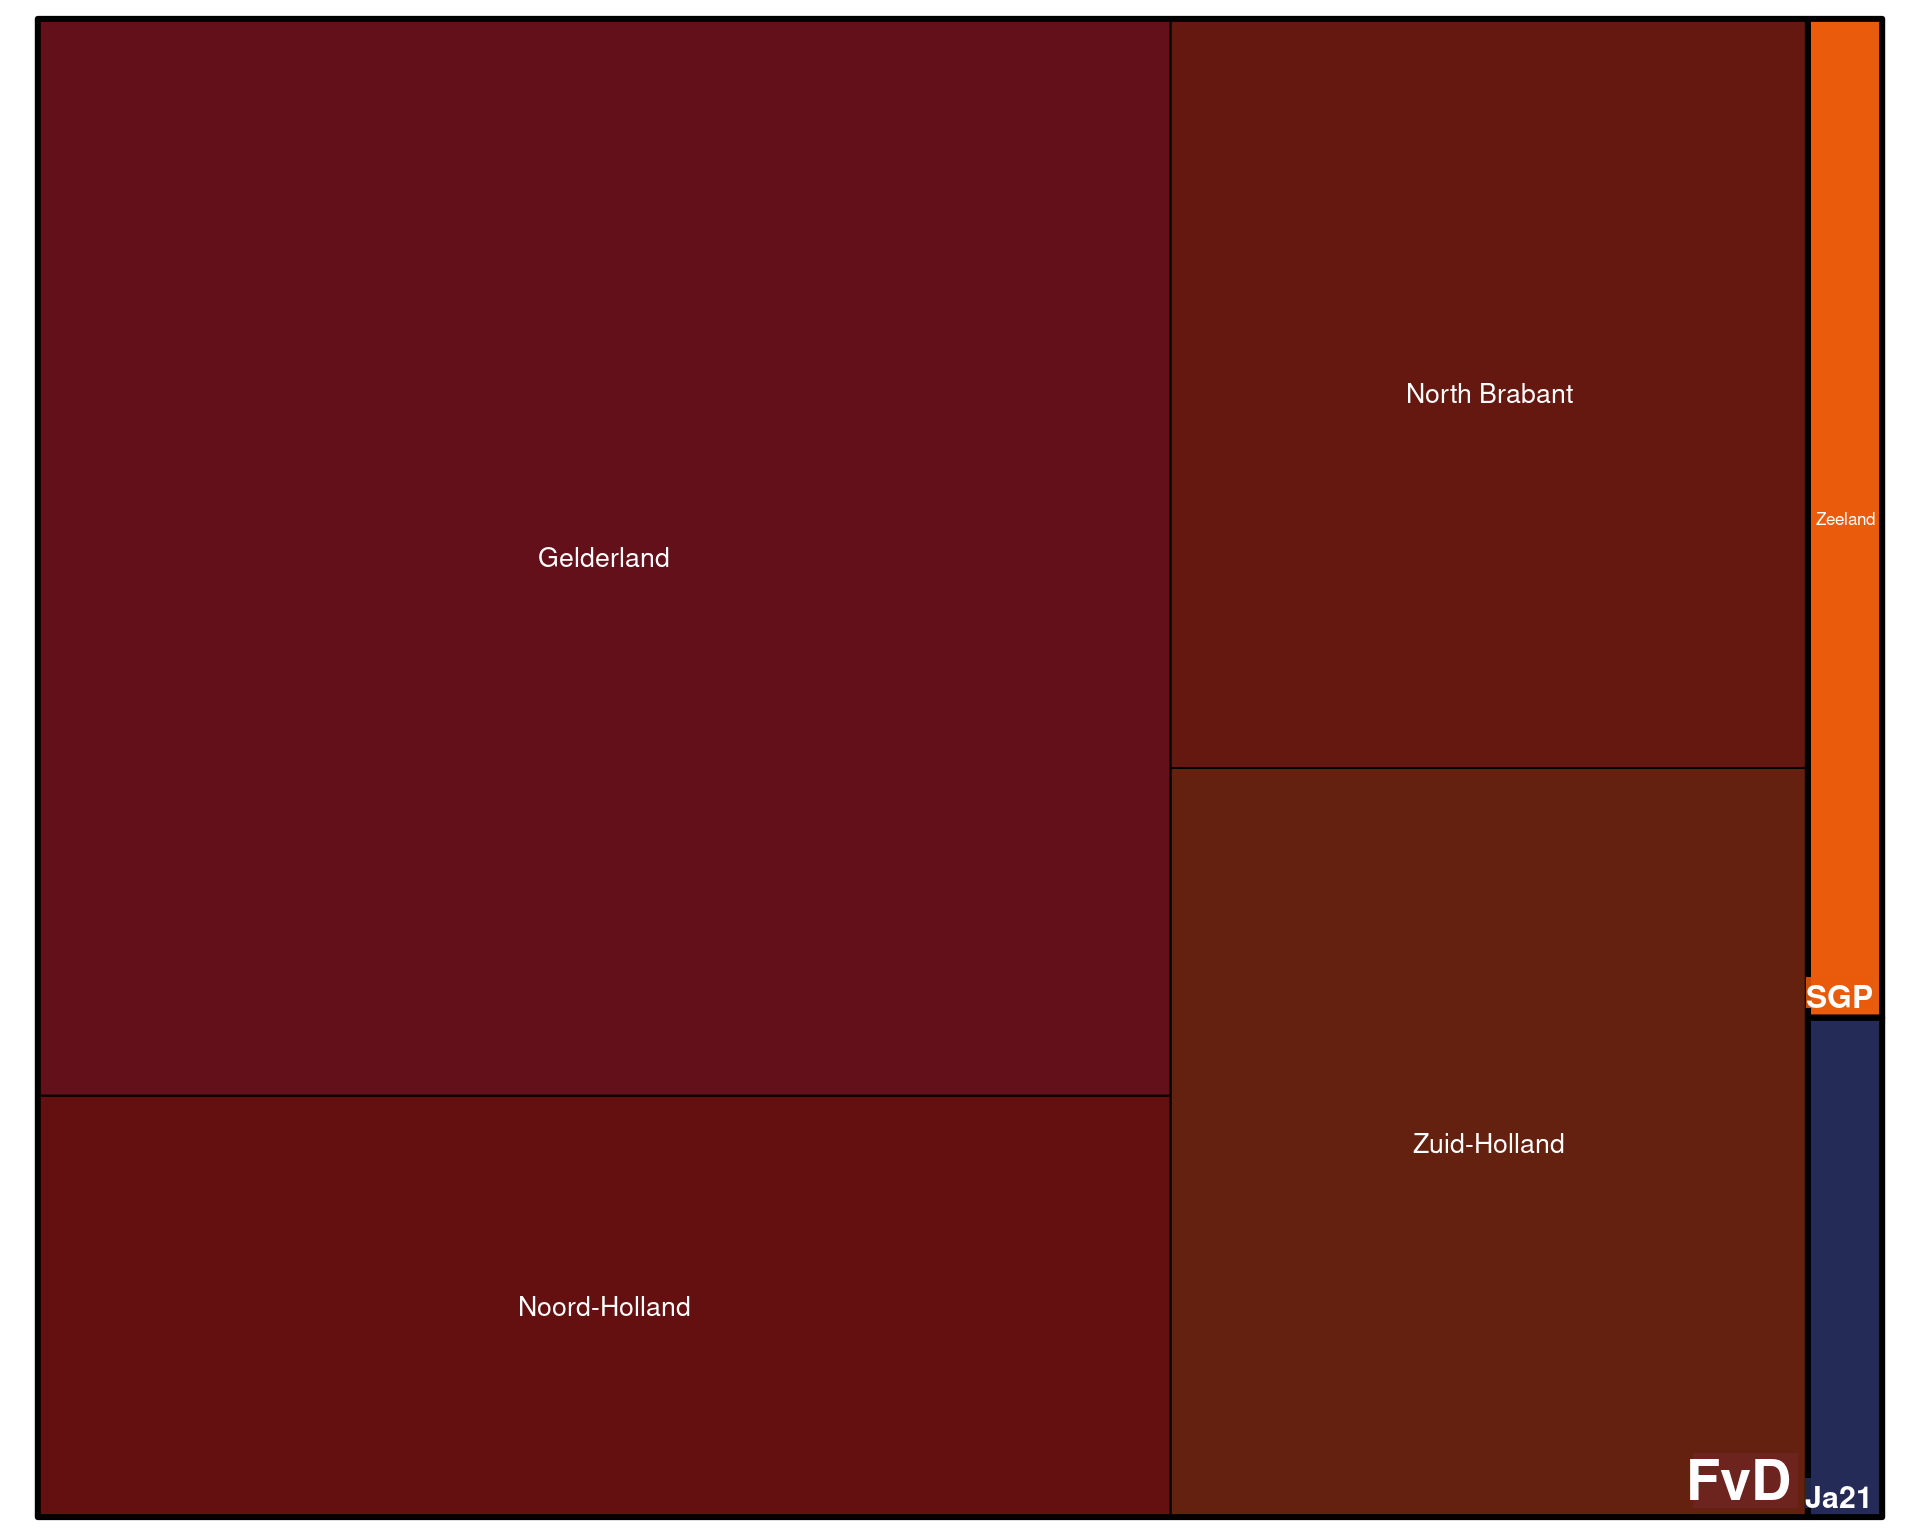 North Brabant
Zeeland
Gelderland
SGP
Zuid-Holland
Noord-Holland
FvD
Ja21